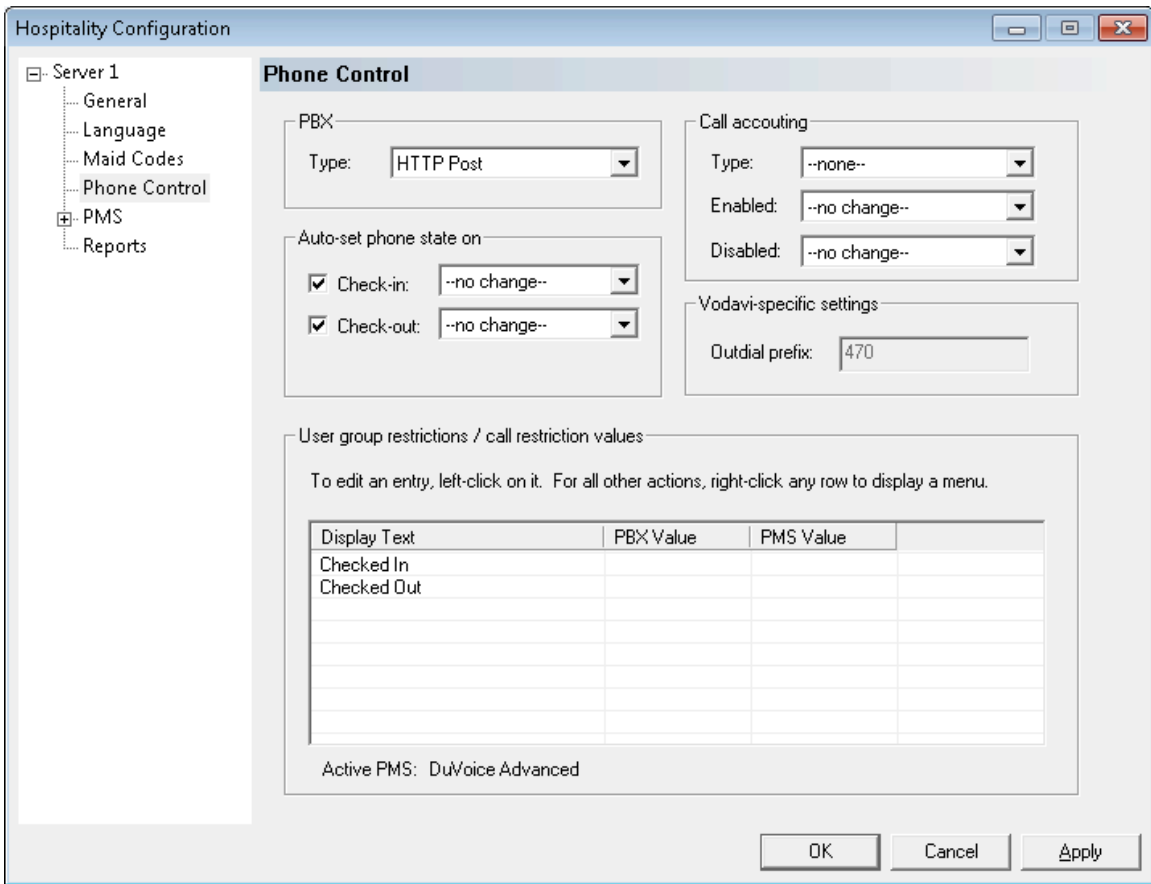 Hospitality Configuration
Server 1
General
Language
Maid Codes
Phone Control
PMS
Reports
Phone Control
PBX
Type: HTTP Post
Auto-set phone state on
Check-in: --no change--
Check-out: --no change--
Call accouting
Type: --none--
Enabled: --no change--
Disabled: --no change--
Vodavi-specific settings
Outdial prefix: 470
User group restrictions / call restriction values
To edit an entry, left-click on it. For all other actions, right-click any row to display a menu.
Display Text PBX Value PMS Value
Checked In
Checked Out
Active PMS: DuVoice Advanced
OK Cancel Apply